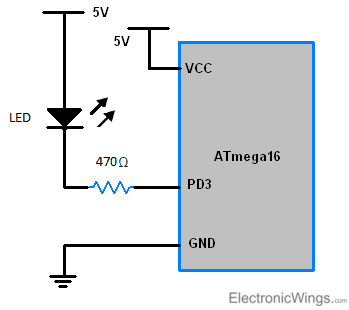 5V
5V
VCC
LED
ATmega16
470Ω
PD3
GND
ElectronicWings.com